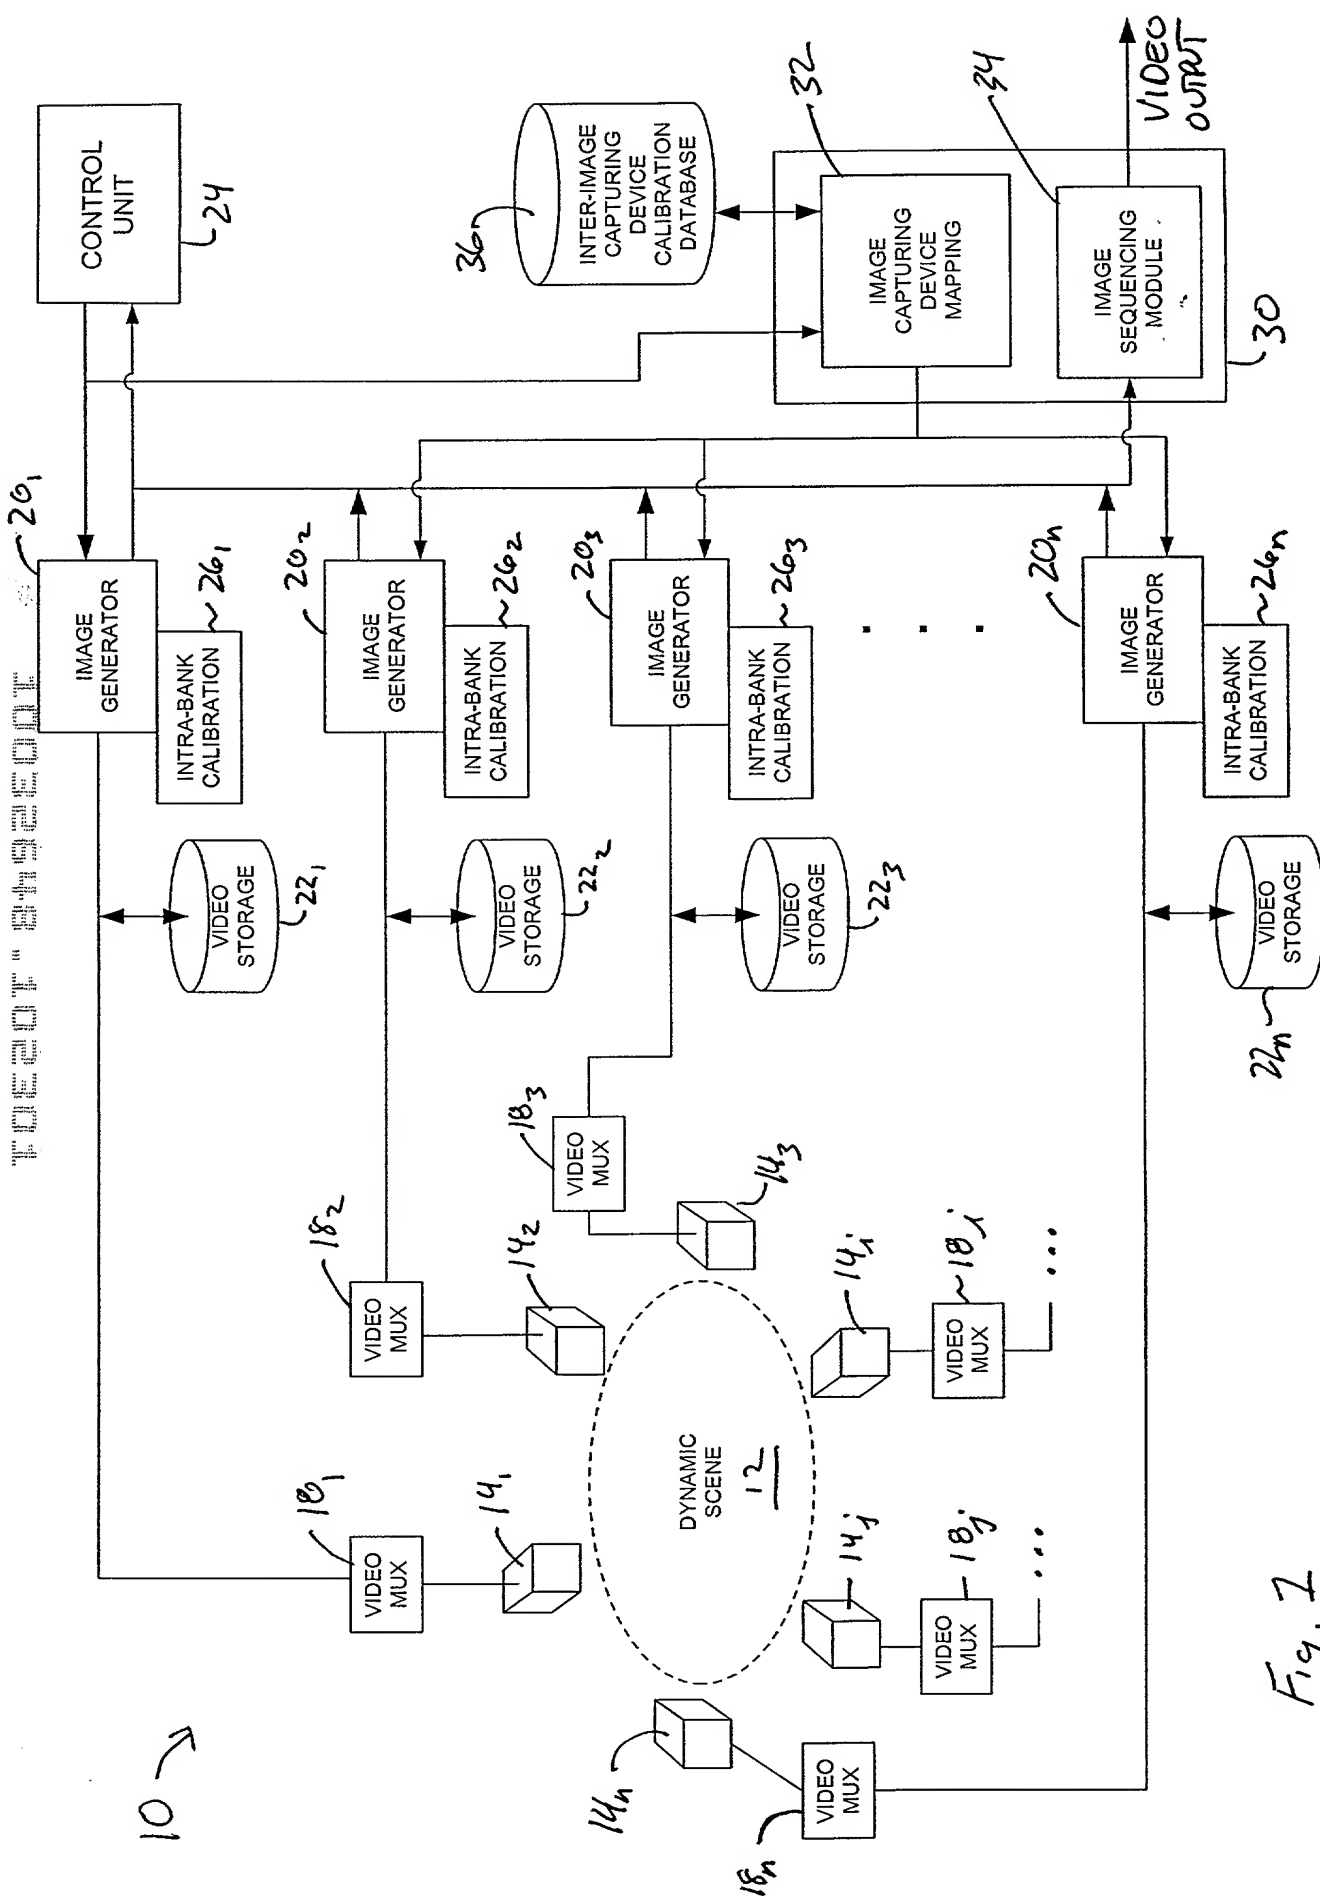 10
VIDEO
MUX
18₁
14₁
VIDEO
MUX
18₂
14₂
VIDEO
MUX
18₃
14₃
DYNAMIC
SCENE
12
14ₙ
VIDEO
MUX
18ₙ
14ⱼ
VIDEO
MUX
18ⱼ
...
14ᵢ
VIDEO
MUX
18ᵢ
...
VIDEO
STORAGE
22₁
VIDEO
STORAGE
22₂
VIDEO
STORAGE
22₃
VIDEO
STORAGE
22ₙ
IMAGE
GENERATOR
20₁
INTRA-BANK
CALIBRATION
26₁
IMAGE
GENERATOR
20₂
INTRA-BANK
CALIBRATION
26₂
IMAGE
GENERATOR
20₃
INTRA-BANK
CALIBRATION
26₃
. . .
IMAGE
GENERATOR
20ₙ
INTRA-BANK
CALIBRATION
26ₙ
CONTROL
UNIT
24
36
INTER-IMAGE
CAPTURING
DEVICE
CALIBRATION
DATABASE
IMAGE
CAPTURING
DEVICE
MAPPING
32
IMAGE
SEQUENCING
MODULE
34
30
VIDEO
OUTPUT
Fig. 1